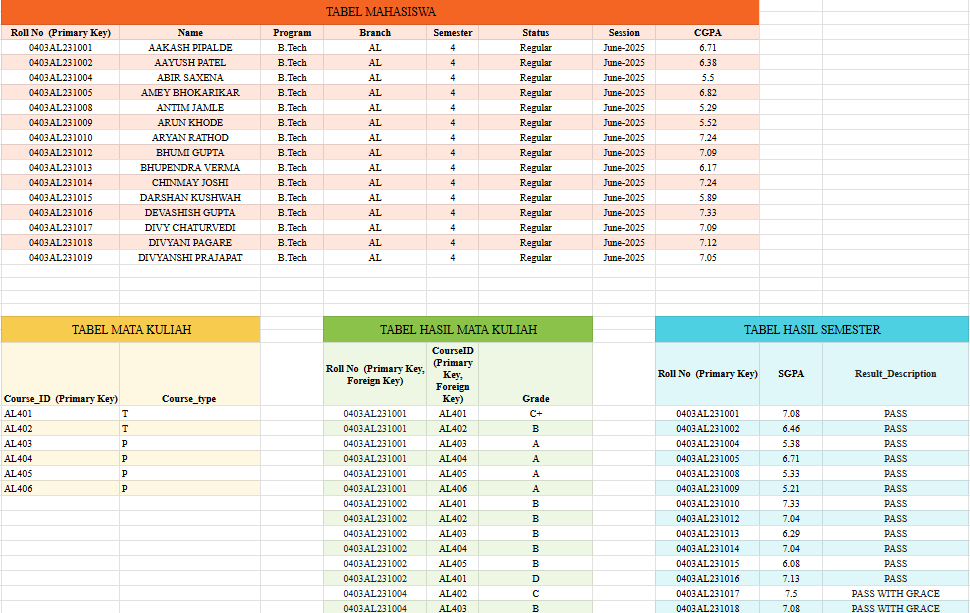 TABEL MAHASISWA
Roll No (Primary Key) Name Program Branch Semester Status Session CGPA
0403AL231001 AAKASH PIPALDE B.Tech AL 4 Regular June-2025 6.71
0403AL231002 AAYUSH PATEL B.Tech AL 4 Regular June-2025 6.38
0403AL231004 ABIR SAXENA B.Tech AL 4 Regular June-2025 5.5
0403AL231005 AMEY BHOKARIKAR B.Tech AL 4 Regular June-2025 6.82
0403AL231008 ANTIM JAMLE B.Tech AL 4 Regular June-2025 5.29
0403AL231009 ARUN KHODE B.Tech AL 4 Regular June-2025 5.52
0403AL231010 ARYAN RATHOD B.Tech AL 4 Regular June-2025 7.24
0403AL231012 BHUMI GUPTA B.Tech AL 4 Regular June-2025 7.09
0403AL231013 BHUPENDRA VERMA B.Tech AL 4 Regular June-2025 6.17
0403AL231014 CHINMAY JOSHI B.Tech AL 4 Regular June-2025 7.24
0403AL231015 DARSHAN KUSHWAH B.Tech AL 4 Regular June-2025 5.89
0403AL231016 DEVASHISH GUPTA B.Tech AL 4 Regular June-2025 7.33
0403AL231017 DIVY CHATURVEDI B.Tech AL 4 Regular June-2025 7.09
0403AL231018 DIVYANI PAGARE B.Tech AL 4 Regular June-2025 7.12
0403AL231019 DIVYANSHI PRAJAPAT B.Tech AL 4 Regular June-2025 7.05
TABEL MATA KULIAH
Course_ID (Primary Key) Course_type
AL401 T
AL402 T
AL403 P
AL404 P
AL405 P
AL406 P
TABEL HASIL MATA KULIAH
Roll No (Primary Key, Foreign Key) CourseID (Primary Key, Foreign Key) Grade
0403AL231001 AL401 C+
0403AL231001 AL402 B
0403AL231001 AL403 A
0403AL231001 AL404 A
0403AL231001 AL405 A
0403AL231001 AL406 A
0403AL231002 AL401 B
0403AL231002 AL402 B
0403AL231002 AL403 B
0403AL231002 AL404 B
0403AL231002 AL405 B
0403AL231002 AL401 D
0403AL231004 AL402 C
0403AL231004 AL403 B
TABEL HASIL SEMESTER
Roll No (Primary Key) SGPA Result_Description
0403AL231001 7.08 PASS
0403AL231002 6.46 PASS
0403AL231004 5.38 PASS
0403AL231005 6.71 PASS
0403AL231008 5.33 PASS
0403AL231009 5.21 PASS
0403AL231010 7.33 PASS
0403AL231012 7.04 PASS
0403AL231013 6.29 PASS
0403AL231014 7.04 PASS
0403AL231015 6.08 PASS
0403AL231016 7.13 PASS
0403AL231017 7.5 PASS WITH GRACE
0403AL231018 7.08 PASS